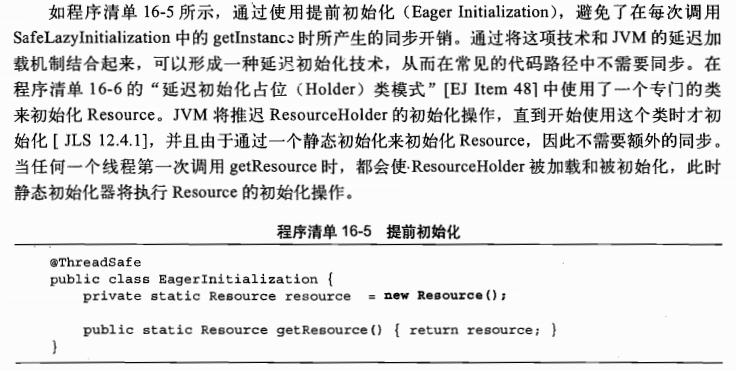 如程序清单 16-5 所示，通过使用提前初始化（Eager Initialization），避免了在每次调用
SafeLazyInitialization 中的 getInstance 时所产生的同步开销。通过将这项技术和 JVM 的延迟加
载机制结合起来，可以形成一种延迟初始化技术，从而在常见的代码路径中不需要同步。在
程序清单 16-6 的“延迟初始化占位（Holder）类模式”[EJ Item 48] 中使用了一个专门的类
来初始化 Resource。JVM 将推迟 ResourceHolder 的初始化操作，直到开始使用这个类时才初
始化 [ JLS 12.4.1]，并且由于通过一个静态初始化来初始化 Resource，因此不需要额外的同步。
当任何一个线程第一次调用 getResource 时，都会使 ResourceHolder 被加载和被初始化，此时
静态初始化器将执行 Resource 的初始化操作。
程序清单 16-5 提前初始化
@ThreadSafe
public class EagerInitialization {
private static Resource resource = new Resource();
public static Resource getResource() { return resource; }
}